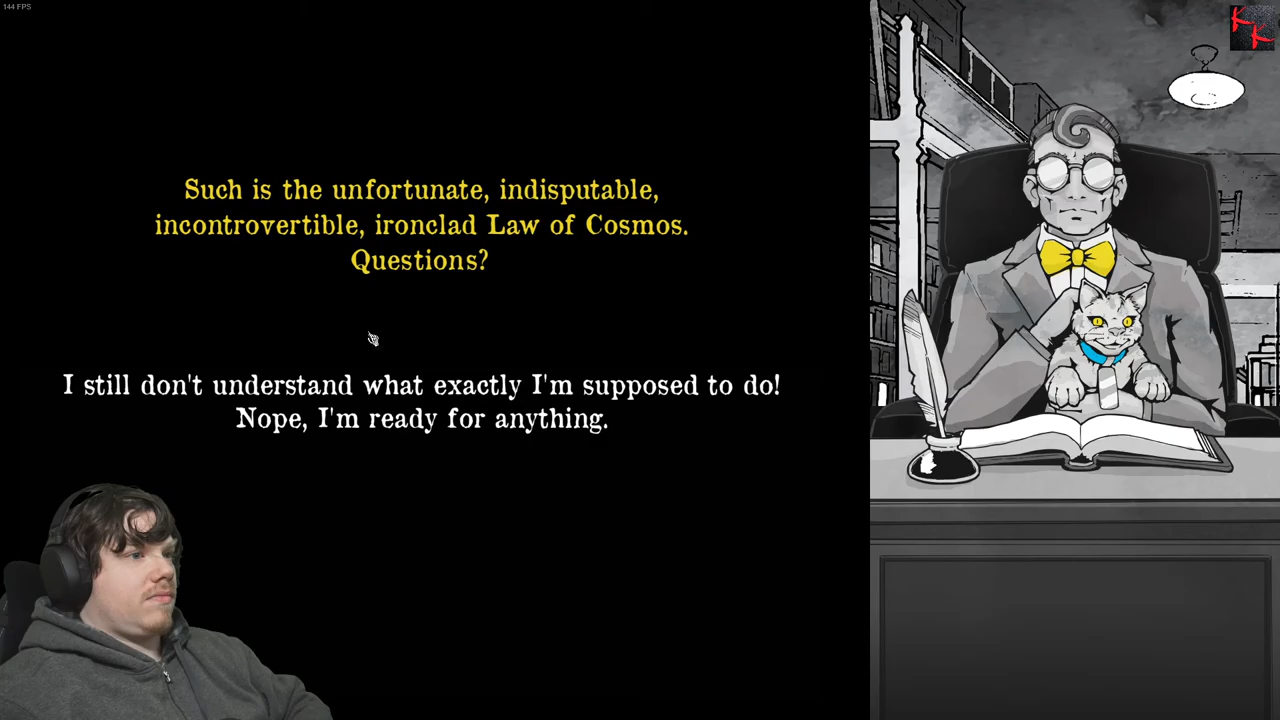 144 FPS
K
K
Such is the unfortunate, indisputable,
incontrovertible, ironclad Law of Cosmos.
Questions?
I still don't understand what exactly I'm supposed to do!
Nope, I'm ready for anything.